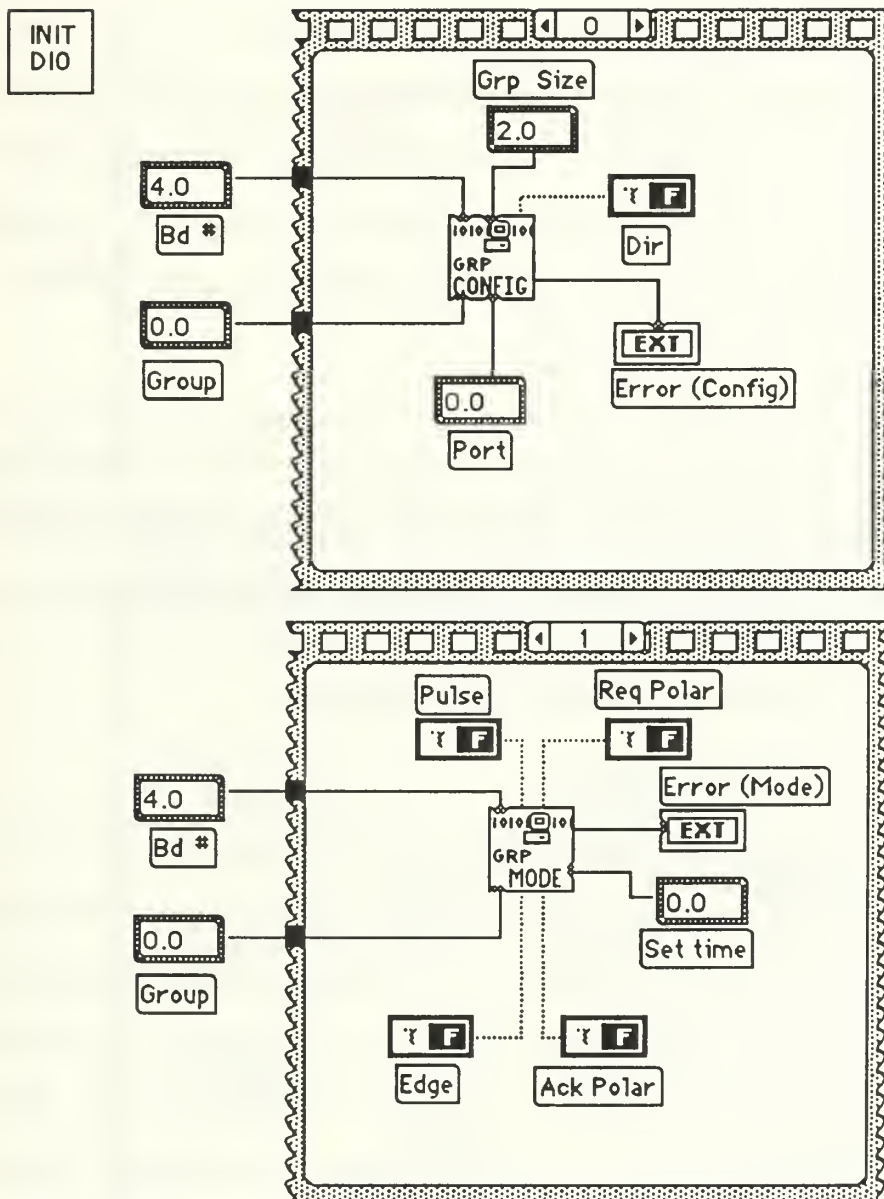 INIT
DIO
0
Grp Size
2.0
4.0
Bd #
F
Dir
GRP
CONFIG
0.0
Group
EXT
Error (Config)
0.0
Port
1
Pulse
Req Polar
F
F
4.0
Bd #
Error (Mode)
EXT
GRP
MODE
0.0
Set time
0.0
Group
F
F
Edge
Ack Polar